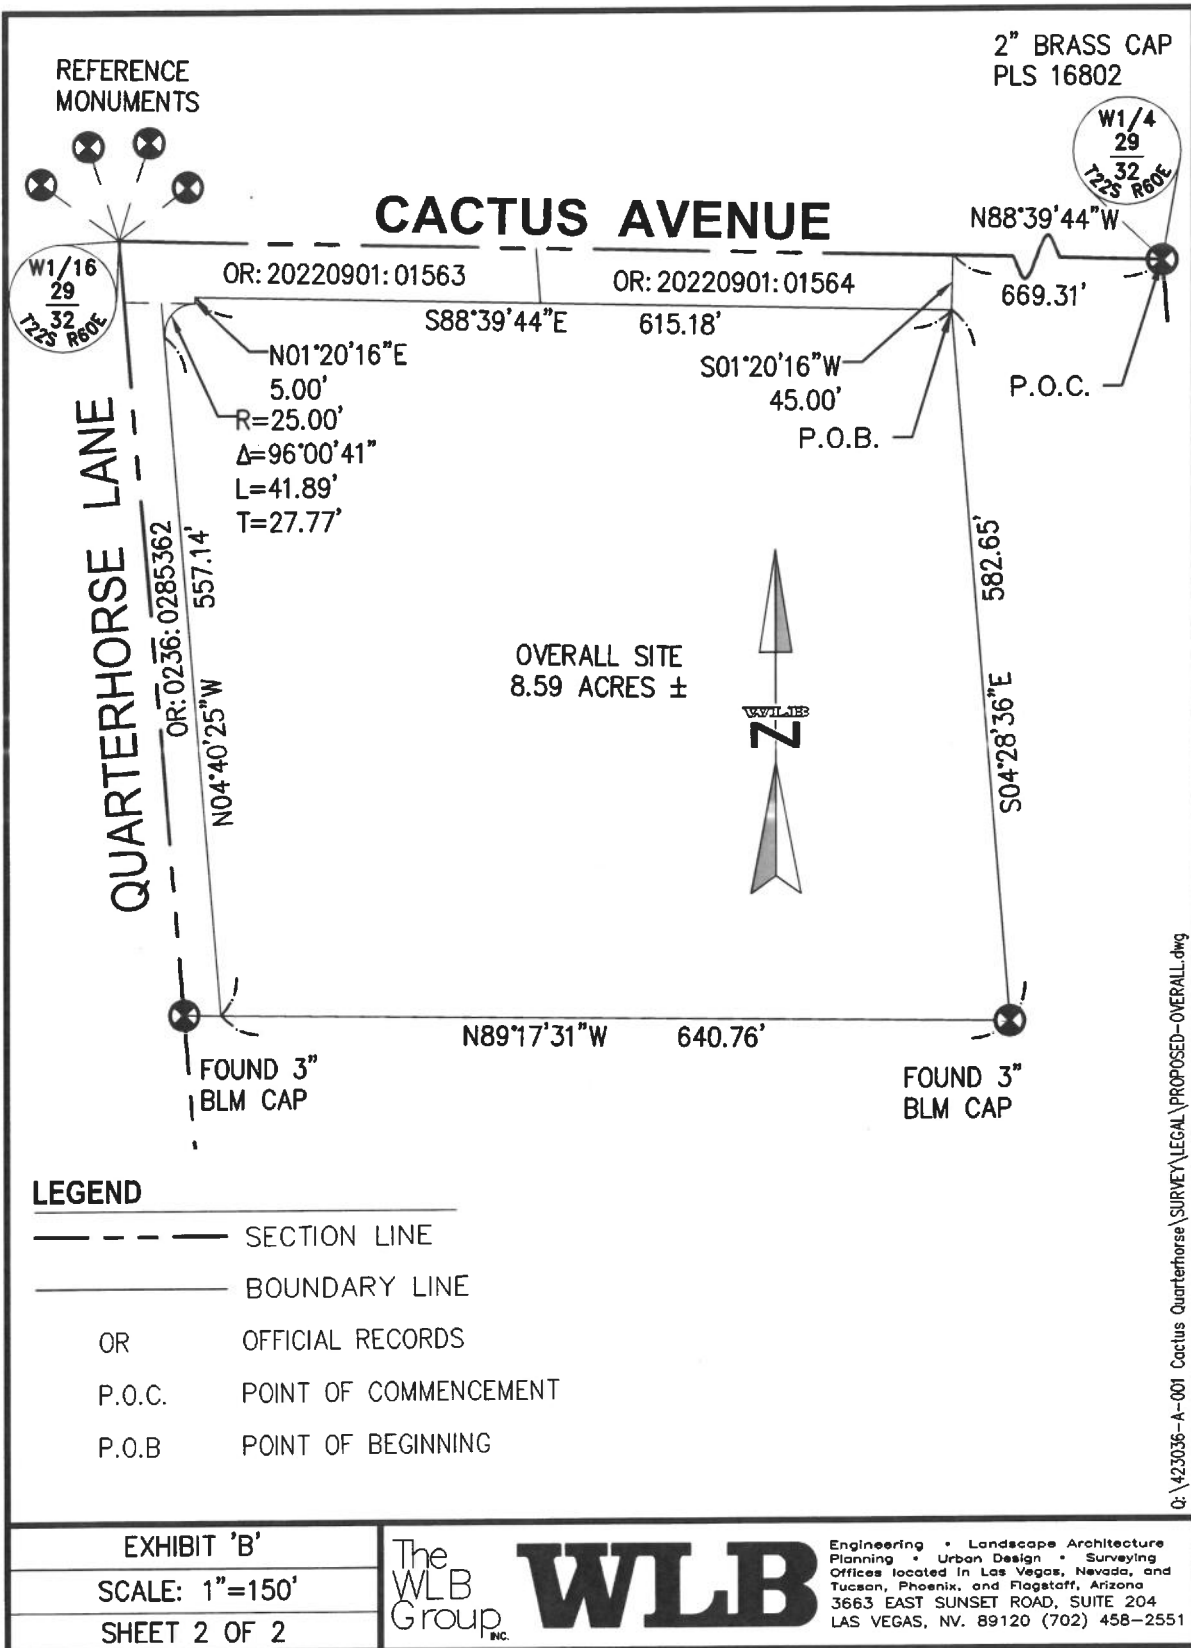 2" BRASS CAP
PLS 16802
REFERENCE
MONUMENTS
W1/4
29
32
T22S R60E
CACTUS AVENUE
N88°39'44"W
669.31'
W1/16
29
32
T22S R60E
OR: 20220901:01563
OR: 20220901:01564
S88°39'44"E 615.18'
N01°20'16"E
5.00'
R=25.00'
Δ=96°00'41"
L=41.89'
T=27.77'
S01°20'16"W
45.00'
P.O.B.
P.O.C.
QUARTERHORSE LANE
OR: 0236:0285362
N04°40'25"W 557.14'
S04°28'36"E 582.65'
OVERALL SITE
8.59 ACRES ±
WLB
N
N89°17'31"W 640.76'
FOUND 3"
BLM CAP
FOUND 3"
BLM CAP
LEGEND
SECTION LINE
BOUNDARY LINE
OR OFFICIAL RECORDS
P.O.C. POINT OF COMMENCEMENT
P.O.B POINT OF BEGINNING
Q:\423036-A-001 Cactus Quarterhorse\SURVEY\LEGAL\PROPOSED-OVERALL.dwg
EXHIBIT 'B'
SCALE: 1"=150'
SHEET 2 OF 2
The
WLB
Group INC.
WLB
Engineering • Landscape Architecture
Planning • Urban Design • Surveying
Offices located in Las Vegas, Nevada, and
Tucson, Phoenix, and Flagstaff, Arizona
3663 EAST SUNSET ROAD, SUITE 204
LAS VEGAS, NV. 89120 (702) 458-2551